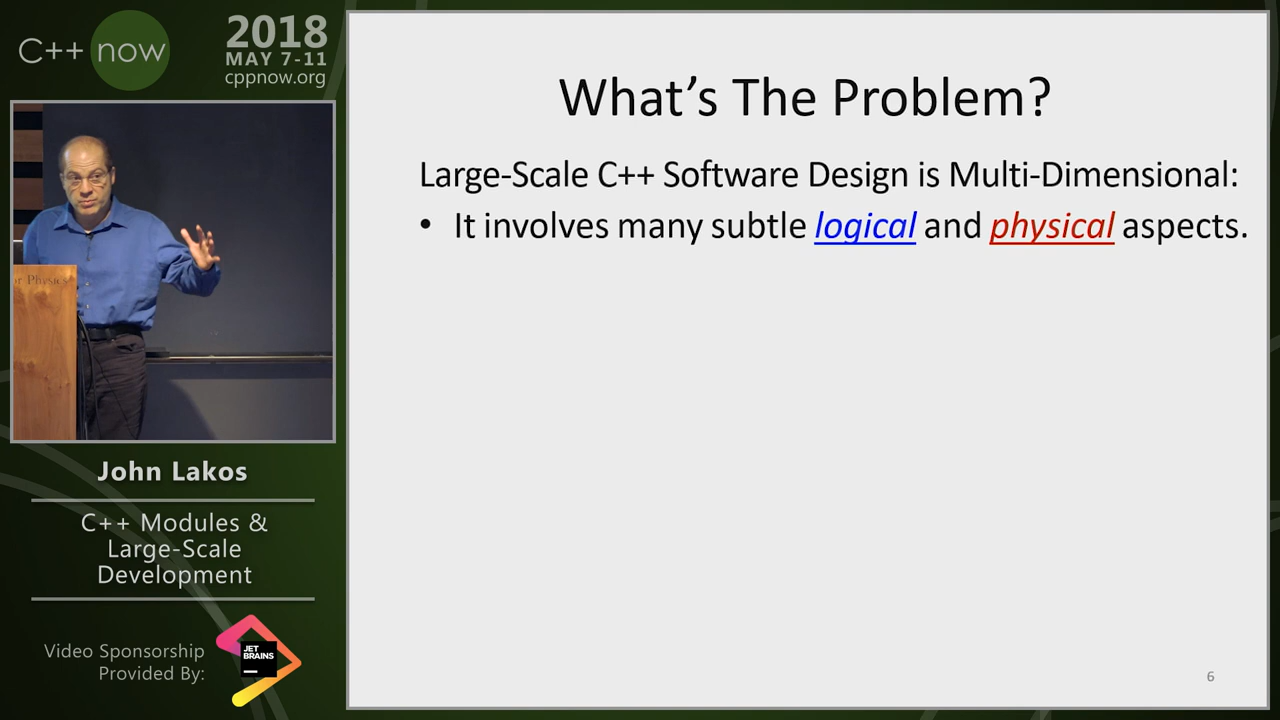 C++ now
2018
MAY 7-11
cppnow.org
or Physics
John Lakos
C++ Modules &
Large-Scale
Development
Video Sponsorship
Provided By:
JET
BRAINS
What's The Problem?
Large-Scale C++ Software Design is Multi-Dimensional:
• It involves many subtle logical and physical aspects.
6